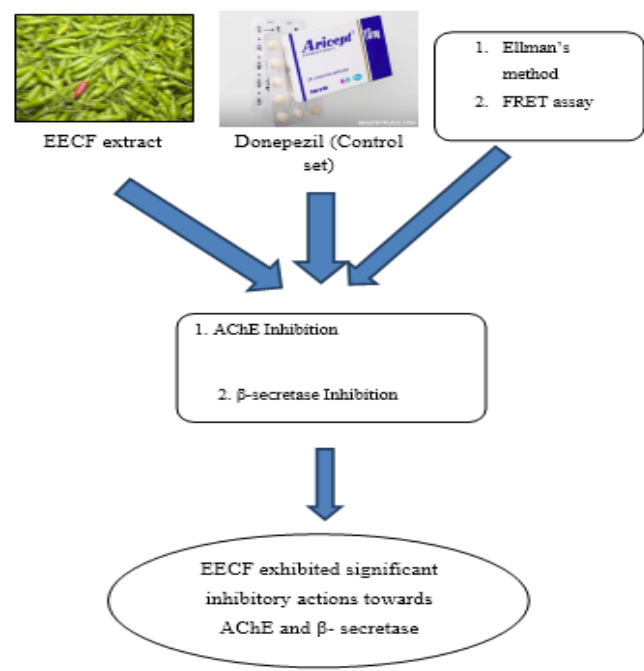 Aricept
EECF extract
Donepezil (Control
set)
1. Ellman's
method
2. FRET assay
1. AChE Inhibition
2. β-secretase Inhibition
EECF exhibited significant
inhibitory actions towards
AChE and β- secretase